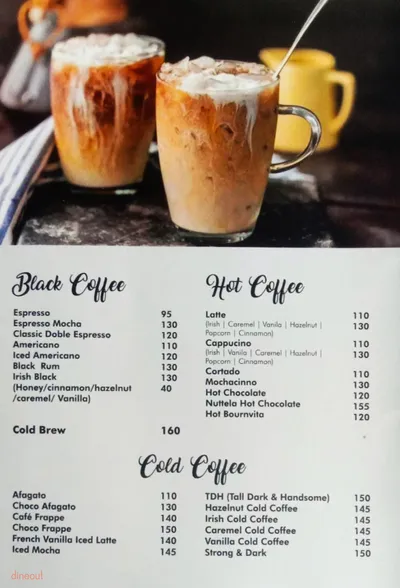 Black Coffee
Espresso 95
Espresso Mocha 130
Classic Doble Espresso 120
Americano 110
Iced Americano 120
Black Rum 130
Irish Black 130
(Honey/cinnamon/hazelnut 40
/caramel/ Vanilla)
Cold Brew 160
Hot Coffee
Latte 110
(Irish | Caramel | Vanila | Hazelnut | 130
Popcorn | Cinnamon)
Cappucino 110
(Irish | Vanila | Caramel | Hazelnut | 130
Popcorn | Cinnamon)
Cortado 110
Mochacinno 130
Hot Chocolate 120
Nuttela Hot Chocolate 155
Hot Bournvita 120
Cold Coffee
Afagato 110
Choco Afagato 130
Café Frappe 140
Choco Frappe 150
French Vanilla Iced Latte 140
Iced Mocha 145
TDH (Tall Dark & Handsome) 150
Hazelnut Cold Coffee 145
Irish Cold Coffee 145
Caramel Cold Coffee 145
Vanilla Cold Coffee 145
Strong & Dark 150
dineout